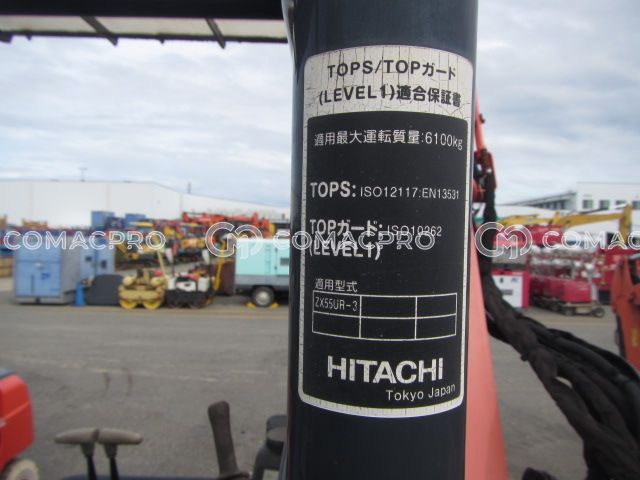 TOPS/TOPガード
(LEVEL1)適合保証書
適用最大運転質量:6100kg
TOPS:ISO12117:EN13531
TOPガード:ISO10262
(LEVEL1)
適用型式
ZX55UR-3
HITACHI
Tokyo Japan
COMACPRO COMACPRO COMACPRO